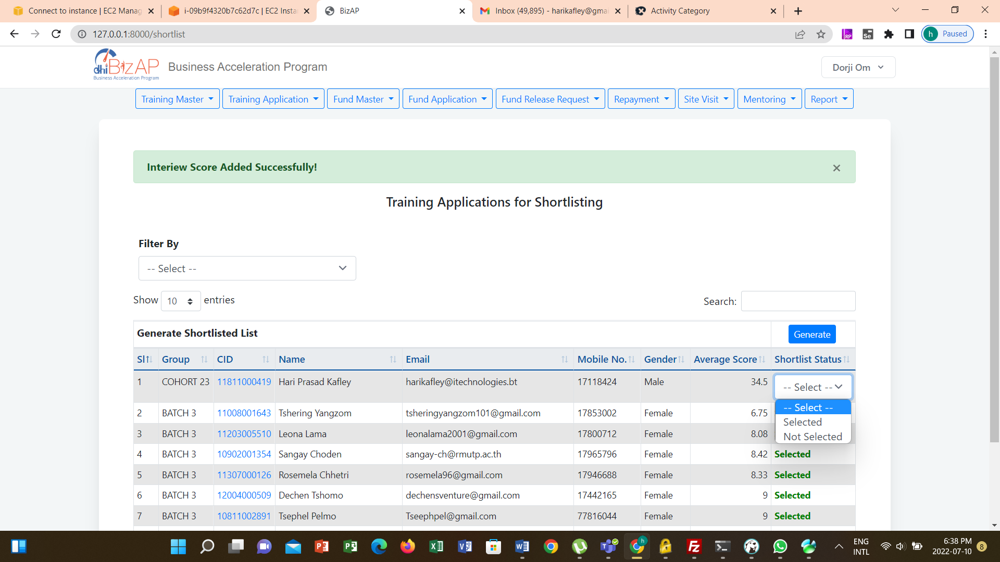 Connect to instance | EC2 Manag
i-09b9f4320b7c62d7c | EC2 Insta
BizAP
Inbox (49,895) - harikafley@gmai
Activity Category
127.0.0.1:8000/shortlist
RP
Se
h Paused
dhi BizAP
Business Acceleration Program
Business Acceleration Program
Dorji Om
Training Master
Training Application
Fund Master
Fund Application
Fund Release Request
Repayment
Site Visit
Mentoring
Report
Interiew Score Added Successfully!
Training Applications for Shortlisting
Filter By
-- Select --
Show 10 entries
Search:
Generate Shortlisted List
Generate
Sl Group CID Name Email Mobile No. Gender Average Score Shortlist Status
1 COHORT 23 11811000419 Hari Prasad Kafley harikafley@itechnologies.bt 17118424 Male 34.5 -- Select --
-- Select --
Selected
Not Selected
2 BATCH 3 11008001643 Tshering Yangzom tsheringyangzom101@gmail.com 17853002 Female 6.75
3 BATCH 3 11203005510 Leona Lama leonalama2001@gmail.com 17800712 Female 8.08
4 BATCH 3 10902001354 Sangay Choden sangay-ch@rmutp.ac.th 17965796 Female 8.42 Selected
5 BATCH 3 11307000126 Rosemela Chhetri rosemela96@gmail.com 17946688 Female 8.33 Selected
6 BATCH 3 12004000509 Dechen Tshomo dechensventure@gmail.com 17442165 Female 9 Selected
7 BATCH 3 10811002891 Tsephel Pelmo Tseephpel@gmail.com 77816044 Female 9 Selected
ENG
INTL
6:38 PM
2022-07-10
8